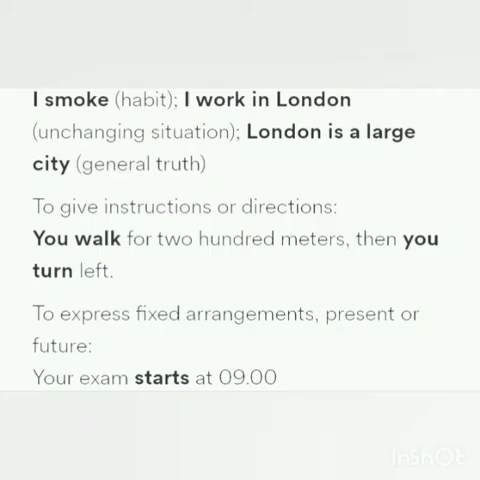 I smoke (habit); I work in London
(unchanging situation); London is a large
city (general truth)
To give instructions or directions:
You walk for two hundred meters, then you
turn left.
To express fixed arrangements, present or
future:
Your exam starts at 09.00
InShOt